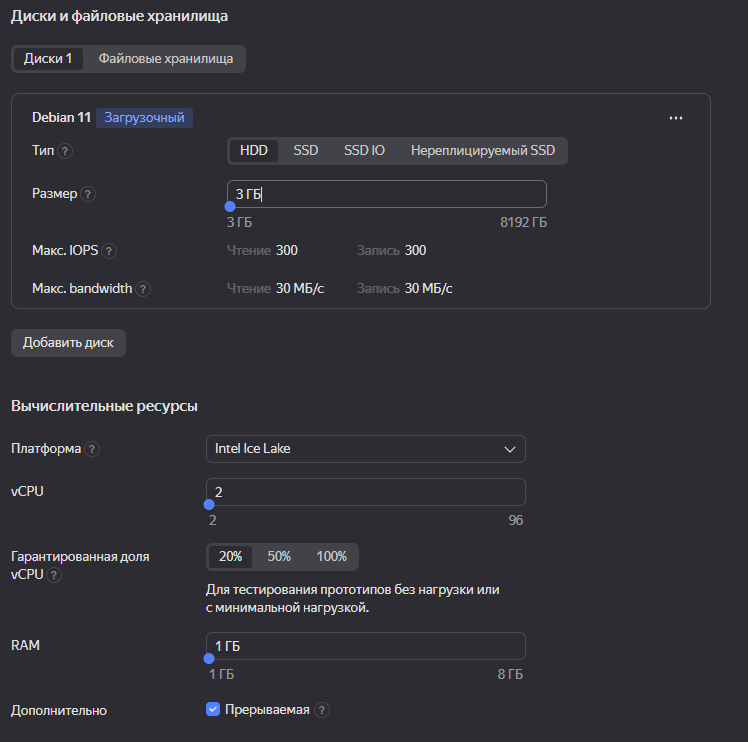 Диски и файловые хранилища
Диски 1 Файловые хранилища
Debian 11 Загрузочный ...
Тип ? HDD SSD SSD IO Нереплицируемый SSD
Размер ? 3 ГБ
3 ГБ 8192 ГБ
Макс. IOPS ? Чтение 300 Запись 300
Макс. bandwidth ? Чтение 30 МБ/с Запись 30 МБ/с
Добавить диск
Вычислительные ресурсы
Платформа ? Intel Ice Lake
vCPU 2
2 96
Гарантированная доля 20% 50% 100%
vCPU ?
Для тестирования прототипов без нагрузки или
с минимальной нагрузкой.
RAM 1 ГБ
1 ГБ 8 ГБ
Дополнительно Прерываемая ?